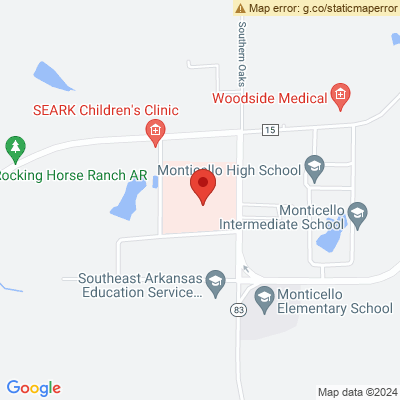 Map error: g.co/staticmaperror
Southern Oaks
Woodside Medical
SEARK Children's Clinic
15
Monticello High School
Rocking Horse Ranch AR
Monticello
Intermediate School
Southeast Arkansas
Education Service...
Monticello
Elementary School
83
Google
Map data ©2024